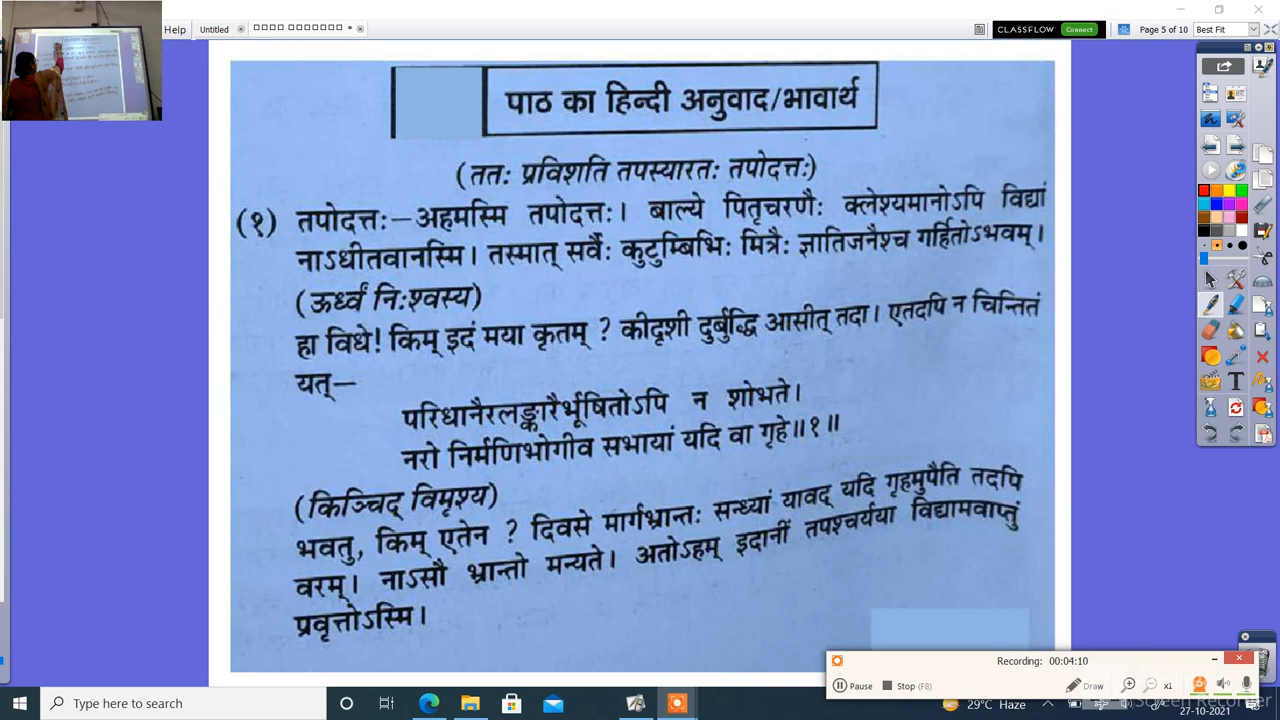 Help
Untitled
CLASSFLOW Connect
Page 5 of 10
Best Fit
पाठ का हिन्दी अनुवाद/भावार्थ
(ततः प्रविशति तपस्यारतः तपोदत्तः)
(१) तपोदत्तः–अहमस्मि तपोदत्तः। बाल्ये पितृचरणैः क्लेश्यमानोऽपि विद्यां
नाऽधीतवानस्मि। तस्मात् सर्वैः कुटुम्बिभिः मित्रैः ज्ञातिजनैश्च गर्हितोऽभवम्।
(ऊर्ध्वं निःश्वस्य)
हा विधे! किम् इदं मया कृतम् ? कीदृशी दुर्बुद्धि आसीत् तदा। एतदपि न चिन्तितं
यत्–
परिधानैरलङ्कारैर्भूषितोऽपि न शोभते।
नरो निर्मणिभोगीव सभायां यदि वा गृहे॥१॥
(किञ्चिद् विमृश्य)
भवतु, किम् एतेन ? दिवसे मार्गभ्रान्तः सन्ध्यां यावद् यदि गृहमुपैति तदपि
वरम्। नाऽसौ भ्रान्तो मन्यते। अतोऽहम् इदानीं तपश्चर्यया विद्यामवाप्तुं
प्रवृत्तोऽस्मि।
Recording: 00:04:10
Pause Stop (F8) Draw x1
Type here to search
29°C Haze
27-10-2021